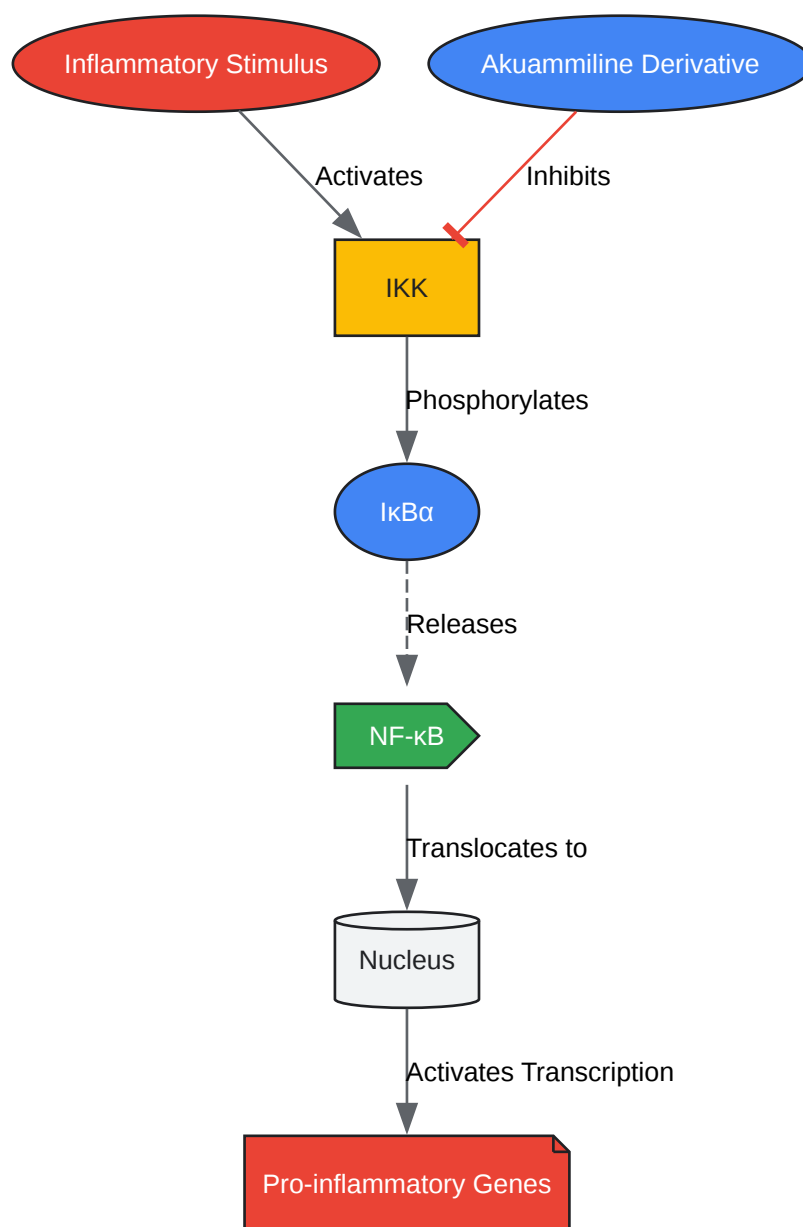 Inflammatory Stimulus
Akuammiline Derivative
Activates
Inhibits
IKK
Phosphorylates
IκBα
Releases
NF-κB
Translocates to
Nucleus
Activates Transcription
Pro-inflammatory Genes